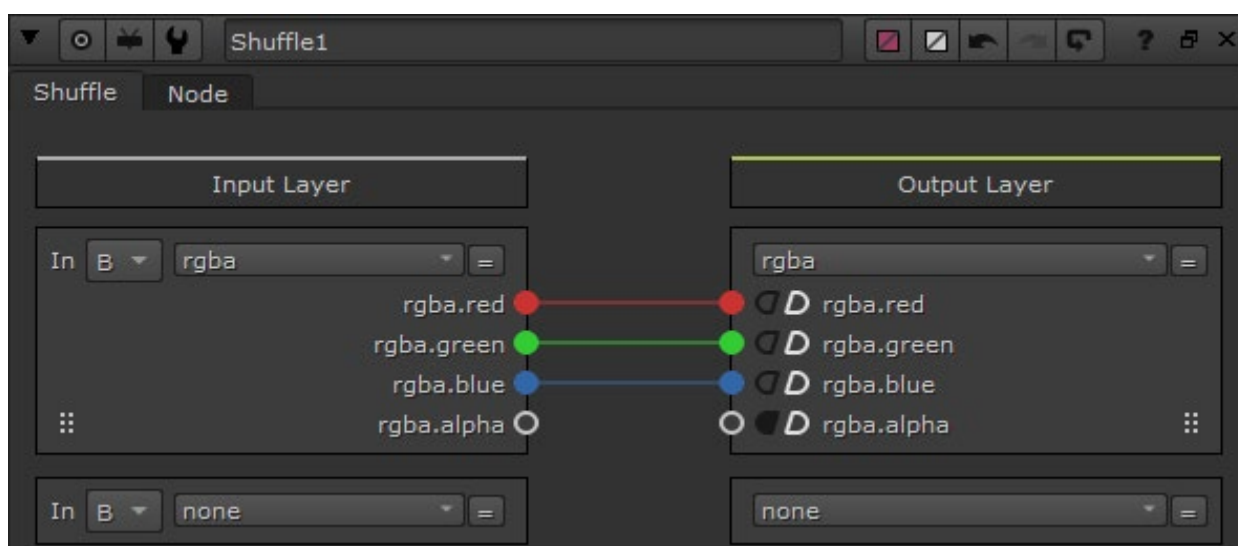 Shuffle1 ?
Shuffle Node
Input Layer Output Layer
In B rgba = rgba =
rgba.red rgba.red
rgba.green rgba.green
rgba.blue rgba.blue
rgba.alpha rgba.alpha
In B none = none =